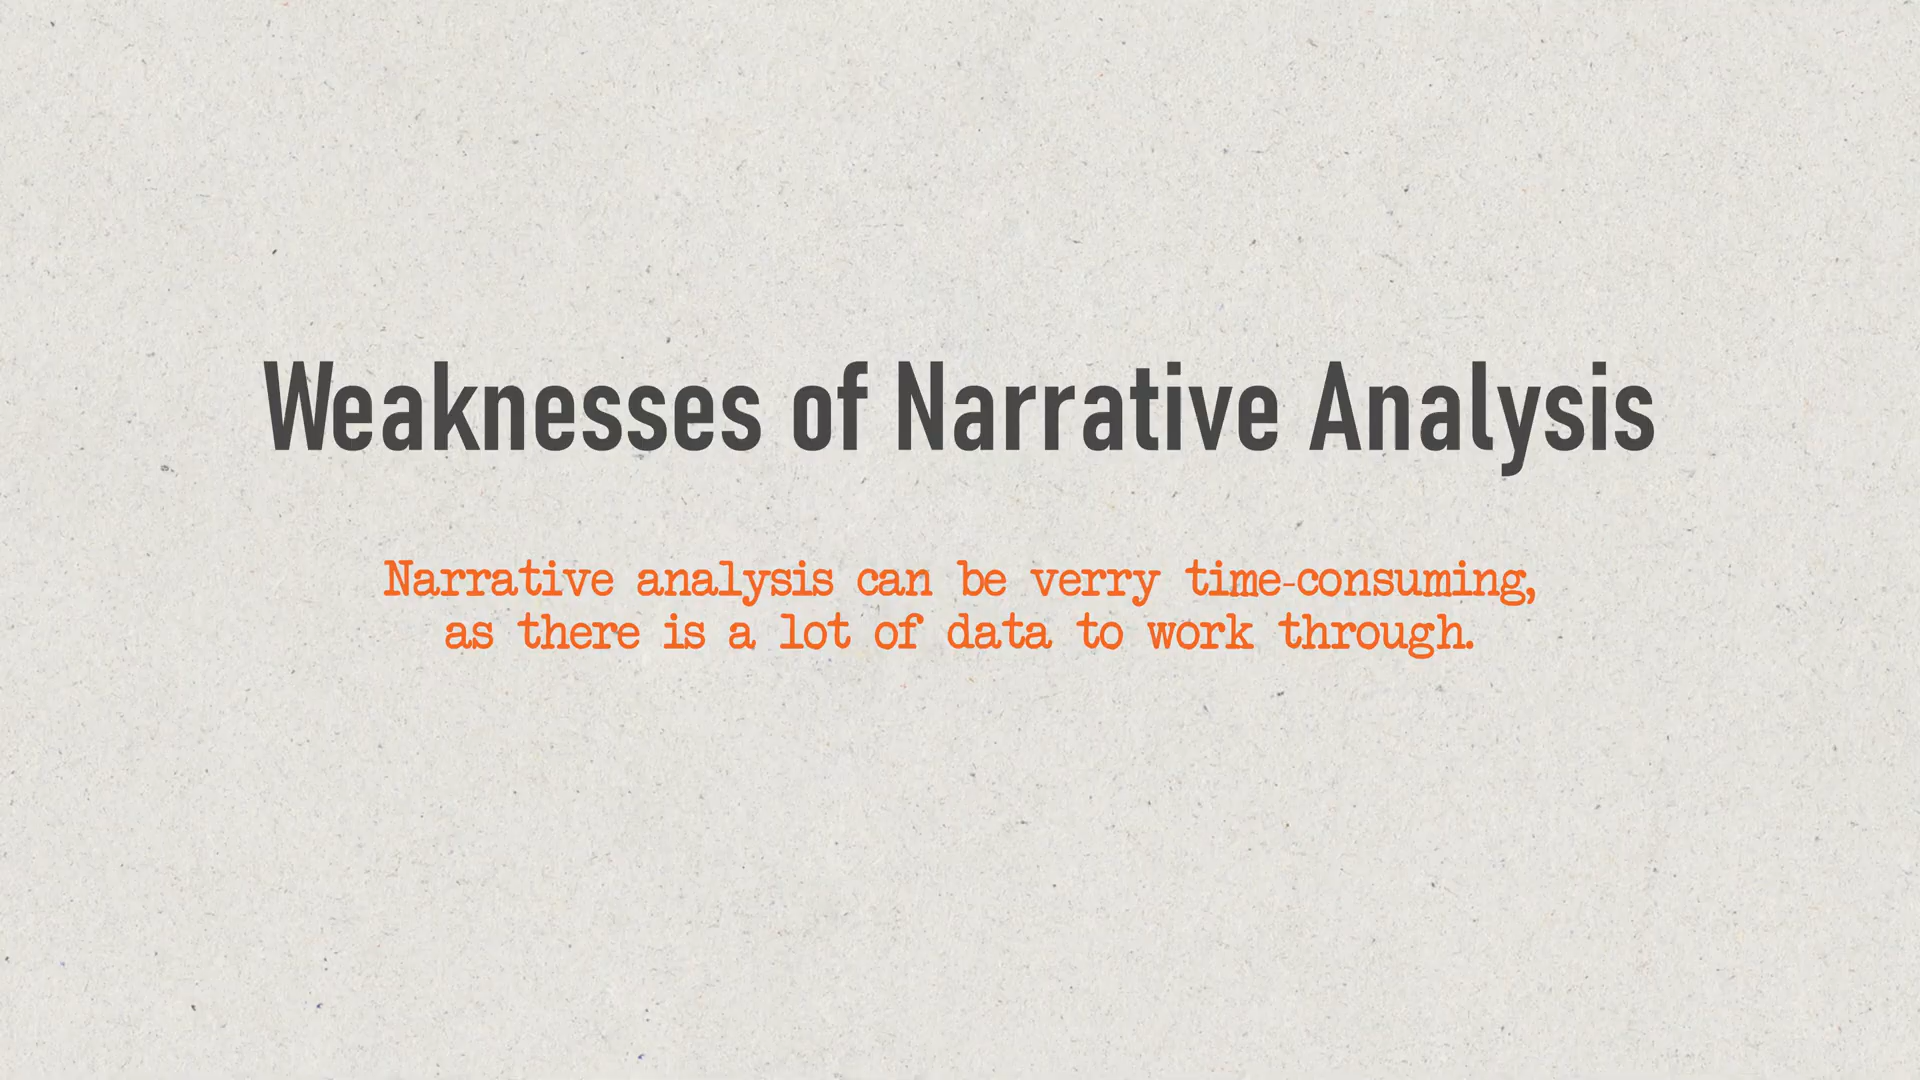 Weaknesses of Narrative Analysis
Narrative analysis can be verry time-consuming,
as there is a lot of data to work through.